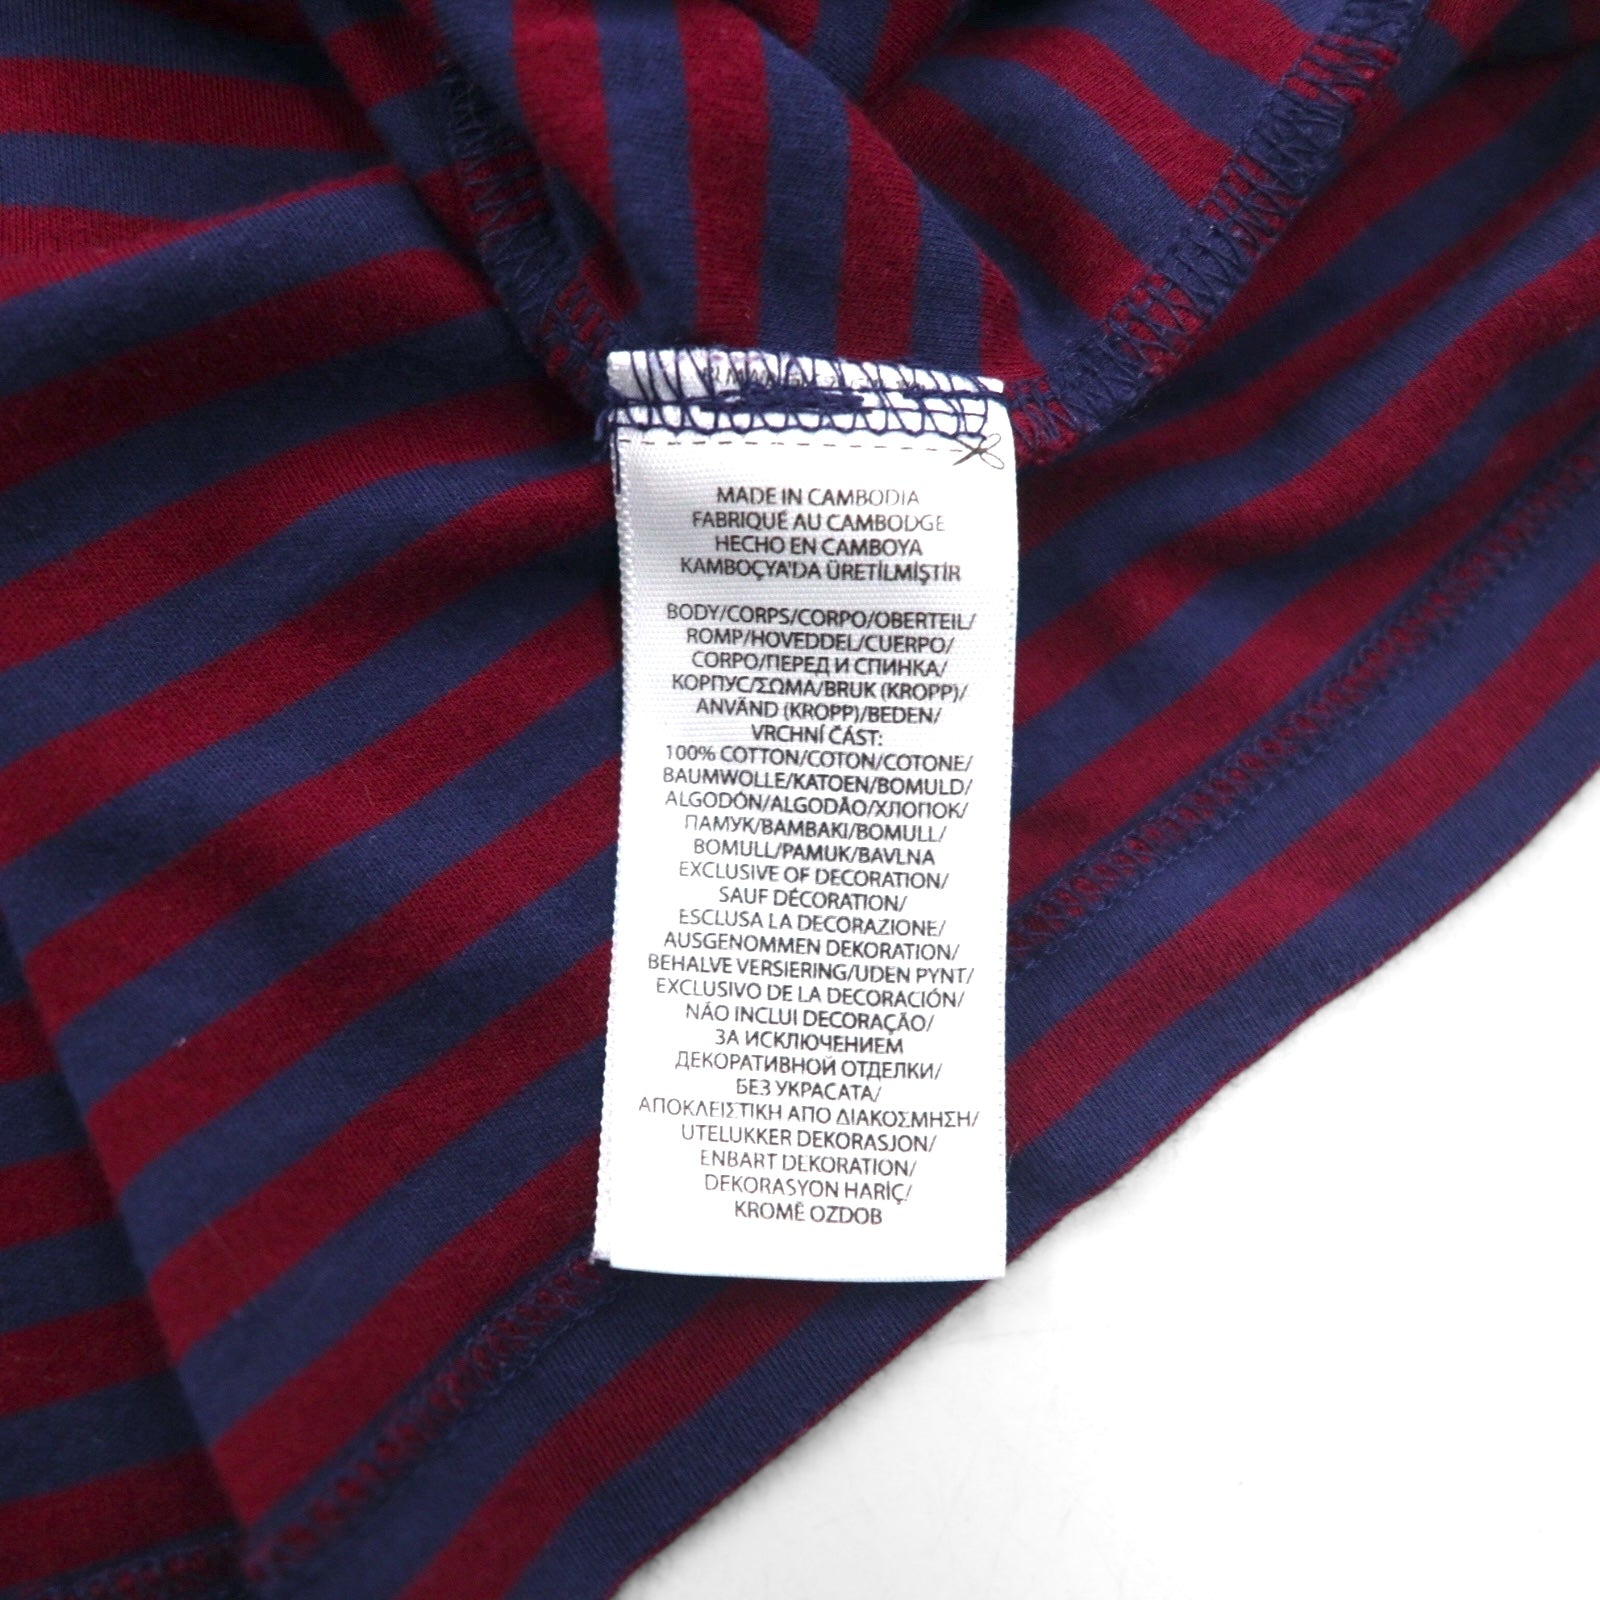 MADE IN CAMBODIA
FABRIQUÉ AU CAMBODGE
HECHO EN CAMBOYA
KAMBOÇYA'DA ÜRETİLMİŞTİR
BODY/CORPS/CORPO/OBERTEIL/
ROMP/HOVEDDEL/CUERPO/
CORPO/ПЕРЕД И СПИНКА/
КОРПУС/ΣΩΜΑ/BRUK (KROPP)/
ANVÄND (KROPP)/BEDEN/
VRCHNÍ ČÁST:
100% COTTON/COTON/COTONE/
BAUMWOLLE/KATOEN/BOMULD/
ALGODÓN/ALGODÃO/ХЛОПОК/
ПАМУК/BAMBAKI/BOMULL/
BOMULL/PAMUK/BAVLNA
EXCLUSIVE OF DECORATION/
SAUF DÉCORATION/
ESCLUSA LA DECORAZIONE/
AUSGENOMMEN DEKORATION/
BEHALVE VERSIERING/UDEN PYNT/
EXCLUSIVO DE LA DECORACIÓN/
NÃO INCLUI DECORAÇÃO/
ЗА ИСКЛЮЧЕНИЕМ
ДЕКОРАТИВНОЙ ОТДЕЛКИ/
БЕЗ УКРАСАТА/
ΑΠΟΚΛΕΙΣΤΙΚΗ ΑΠΟ ΔΙΑΚΟΣΜΗΣΗ/
UTELUKKER DEKORASJON/
ENBART DEKORATION/
DEKORASYON HARİÇ/
KROMĚ OZDOB